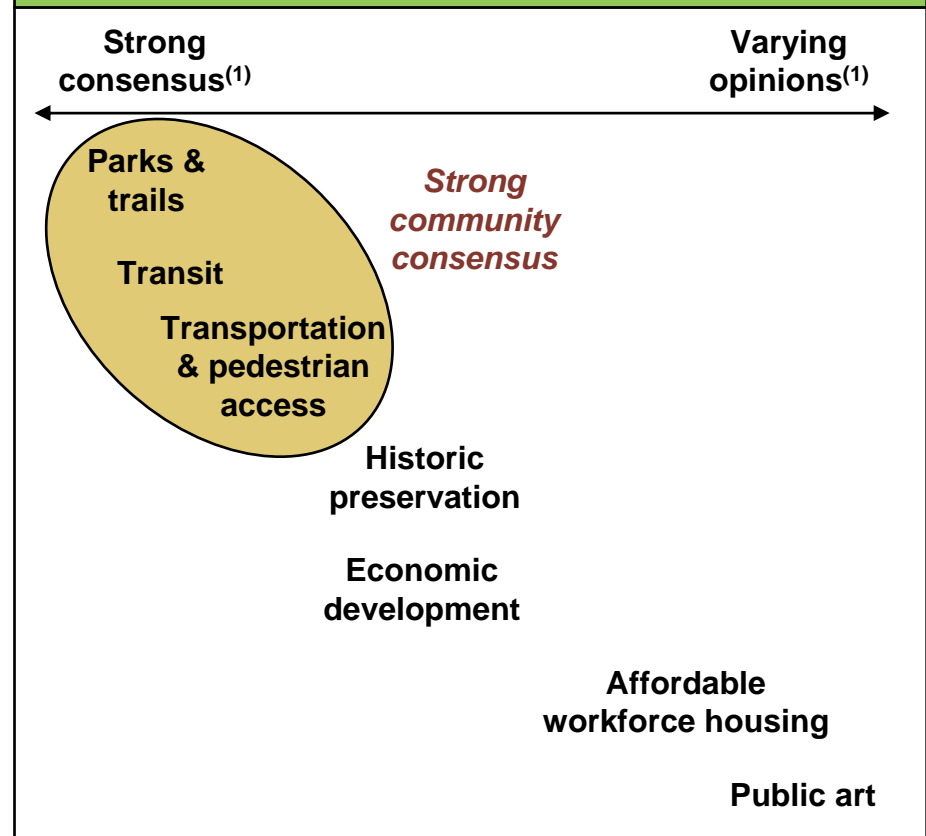 Strong
consensus(1)
Varying
opinions(1)
Parks &
trails
Strong
community
consensus
Transit
Transportation
& pedestrian
access
Historic
preservation
Economic
development
Affordable
workforce housing
Public art